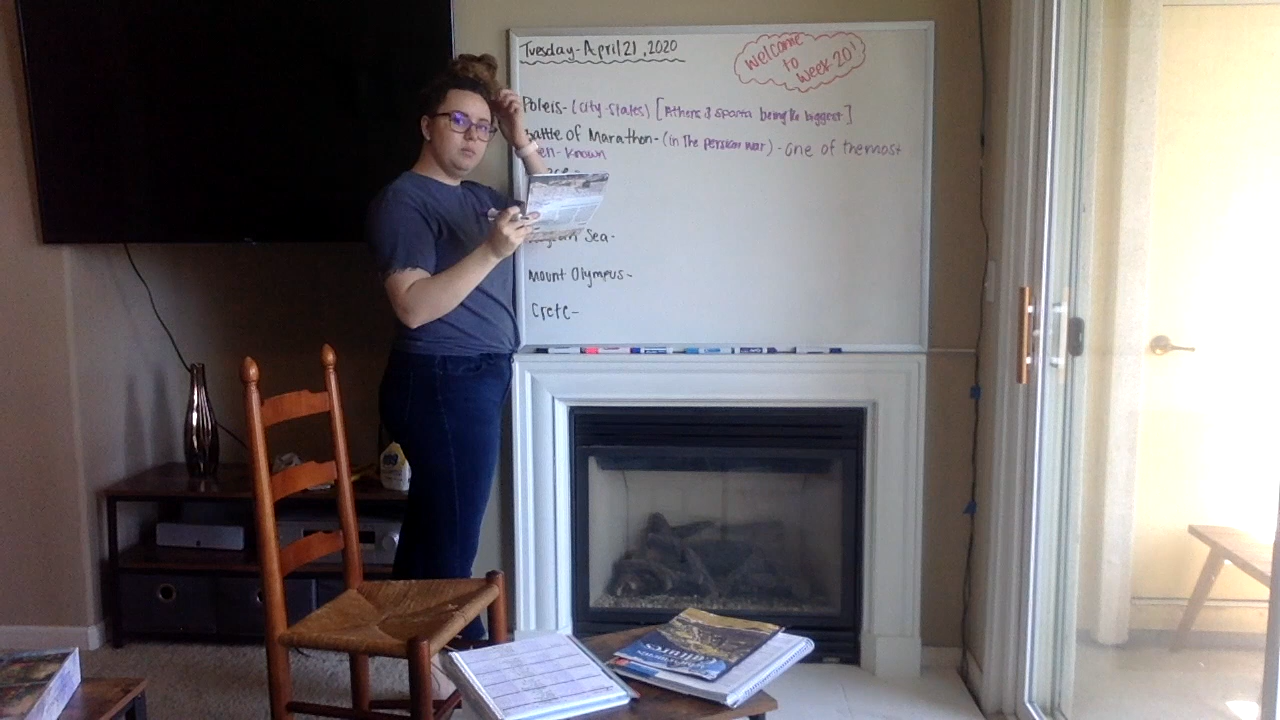 Tuesday-April 21, 2020
Welcome
to
Week 20!
Poleis- (city-states) [Athens & Sparta being the biggest]
Battle of Marathon- (in the persian war) - one of the most
Known
Sea-
Mount Olympus-
Crete-
Cultures